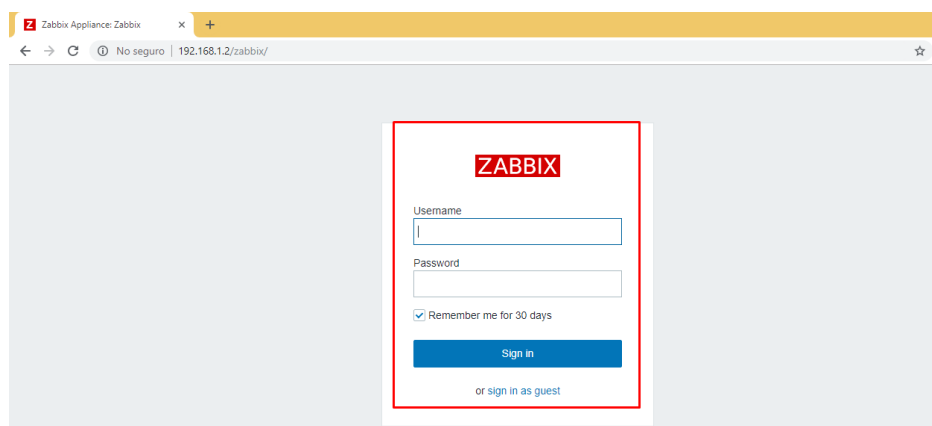 Z Zabbix Appliance: Zabbix
No seguro | 192.168.1.2/zabbix/
ZABBIX
Username
Password
Remember me for 30 days
Sign in
or sign in as guest